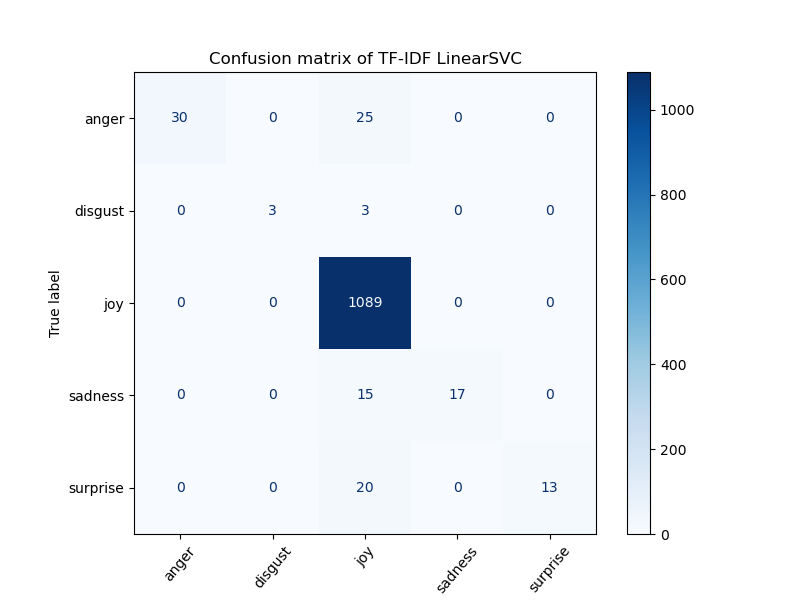 Confusion matrix of TF-IDF LinearSVC
True label
anger 30 0 25 0 0
disgust 0 3 3 0 0
joy 0 0 1089 0 0
sadness 0 0 15 17 0
surprise 0 0 20 0 13
anger disgust joy sadness surprise
1000
800
600
400
200
0